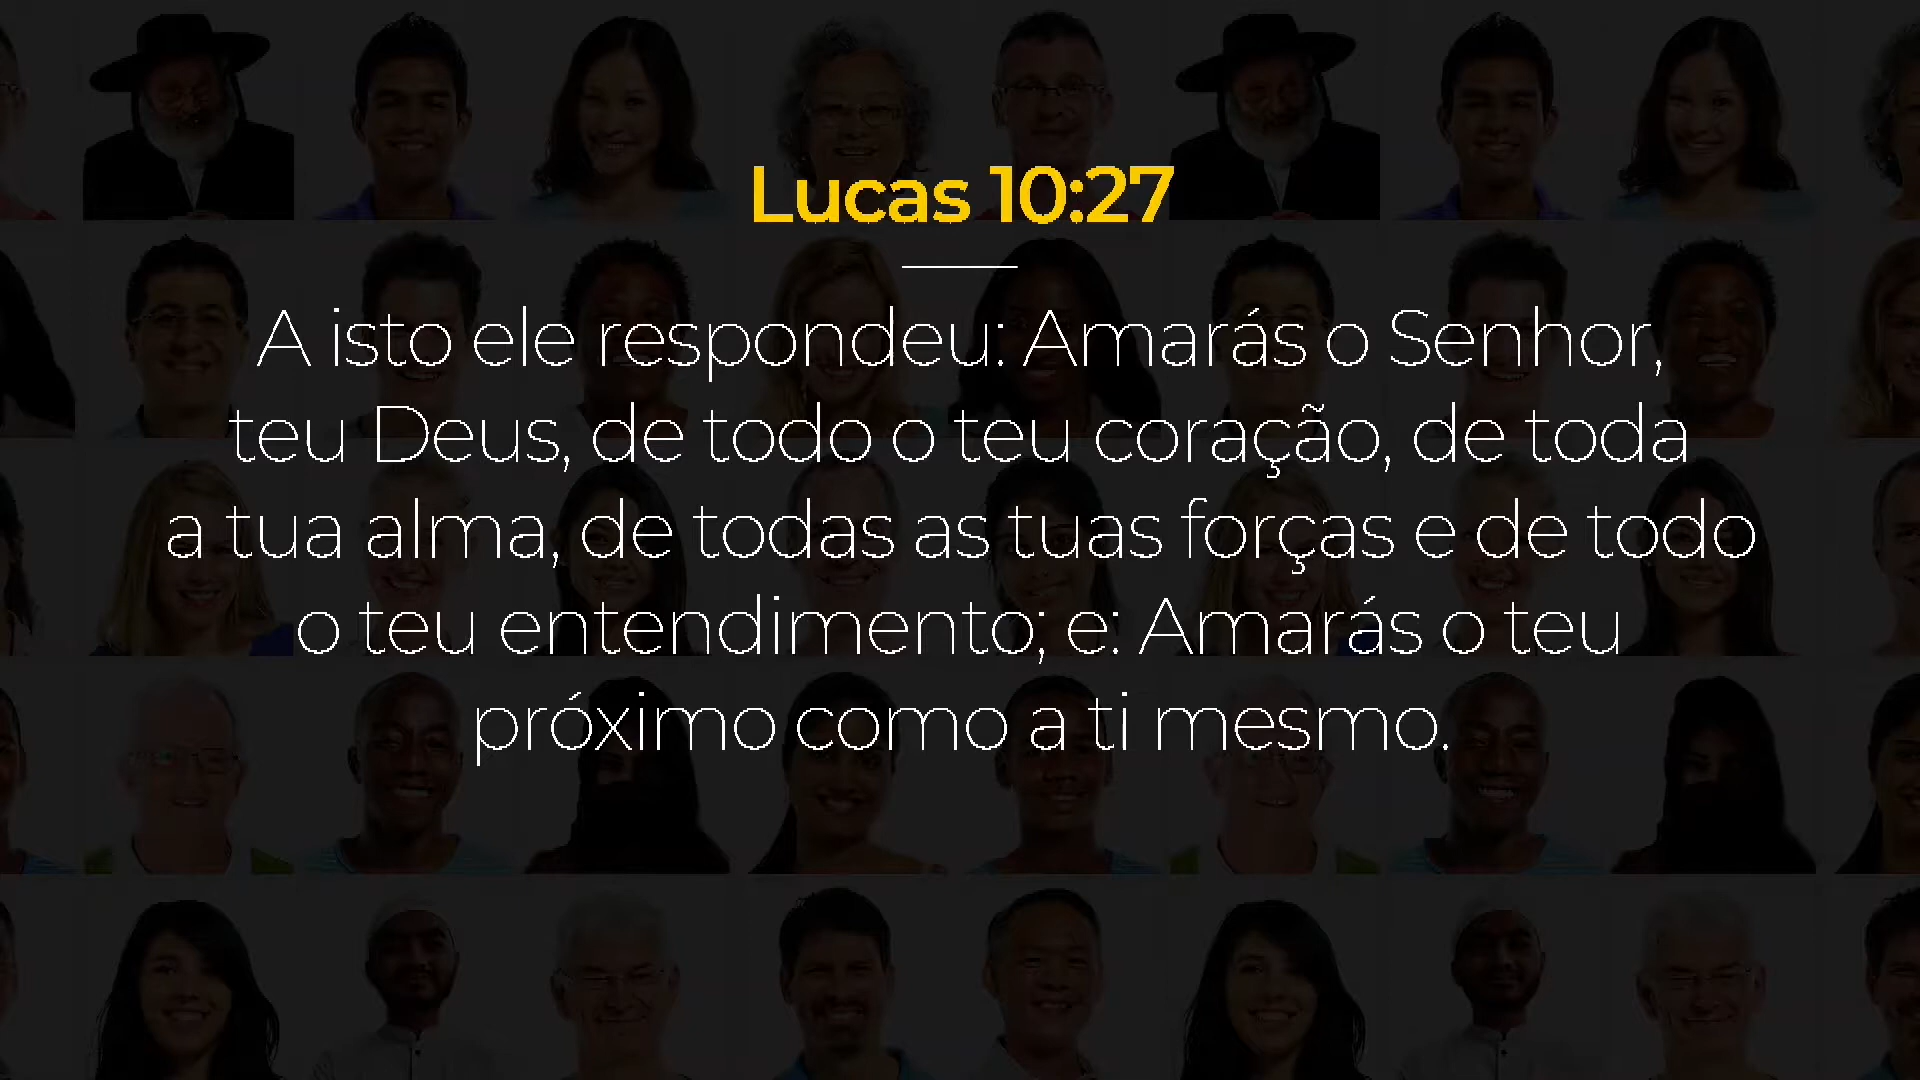 Lucas 10:27
A isto ele respondeu: Amarás o Senhor,
teu Deus, de todo o teu coração, de toda
a tua alma, de todas as tuas forças e de todo
o teu entendimento; e: Amarás o teu
próximo como a ti mesmo.